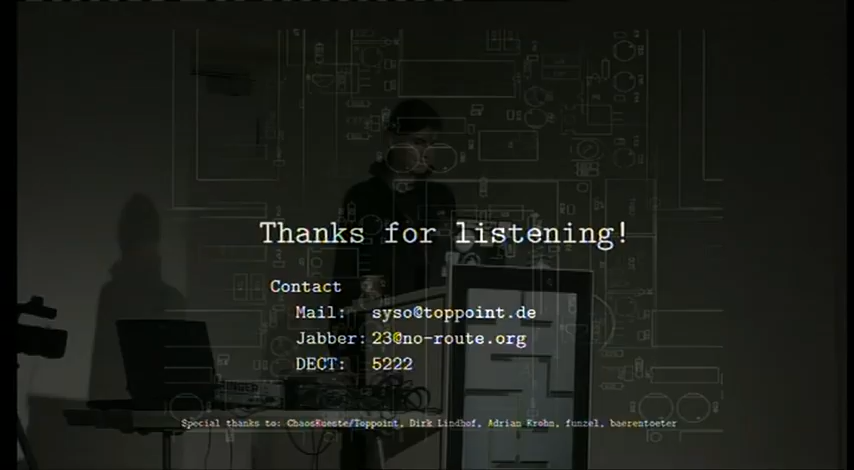 Thanks for listening!
Contact
Mail: syso@toppoint.de
Jabber: 23@no-route.org
DECT: 5222
Special thanks to: ChaosKueste/Toppoint, Dirk Lindhof, Adrian Krohn, funzel, baerentoeter